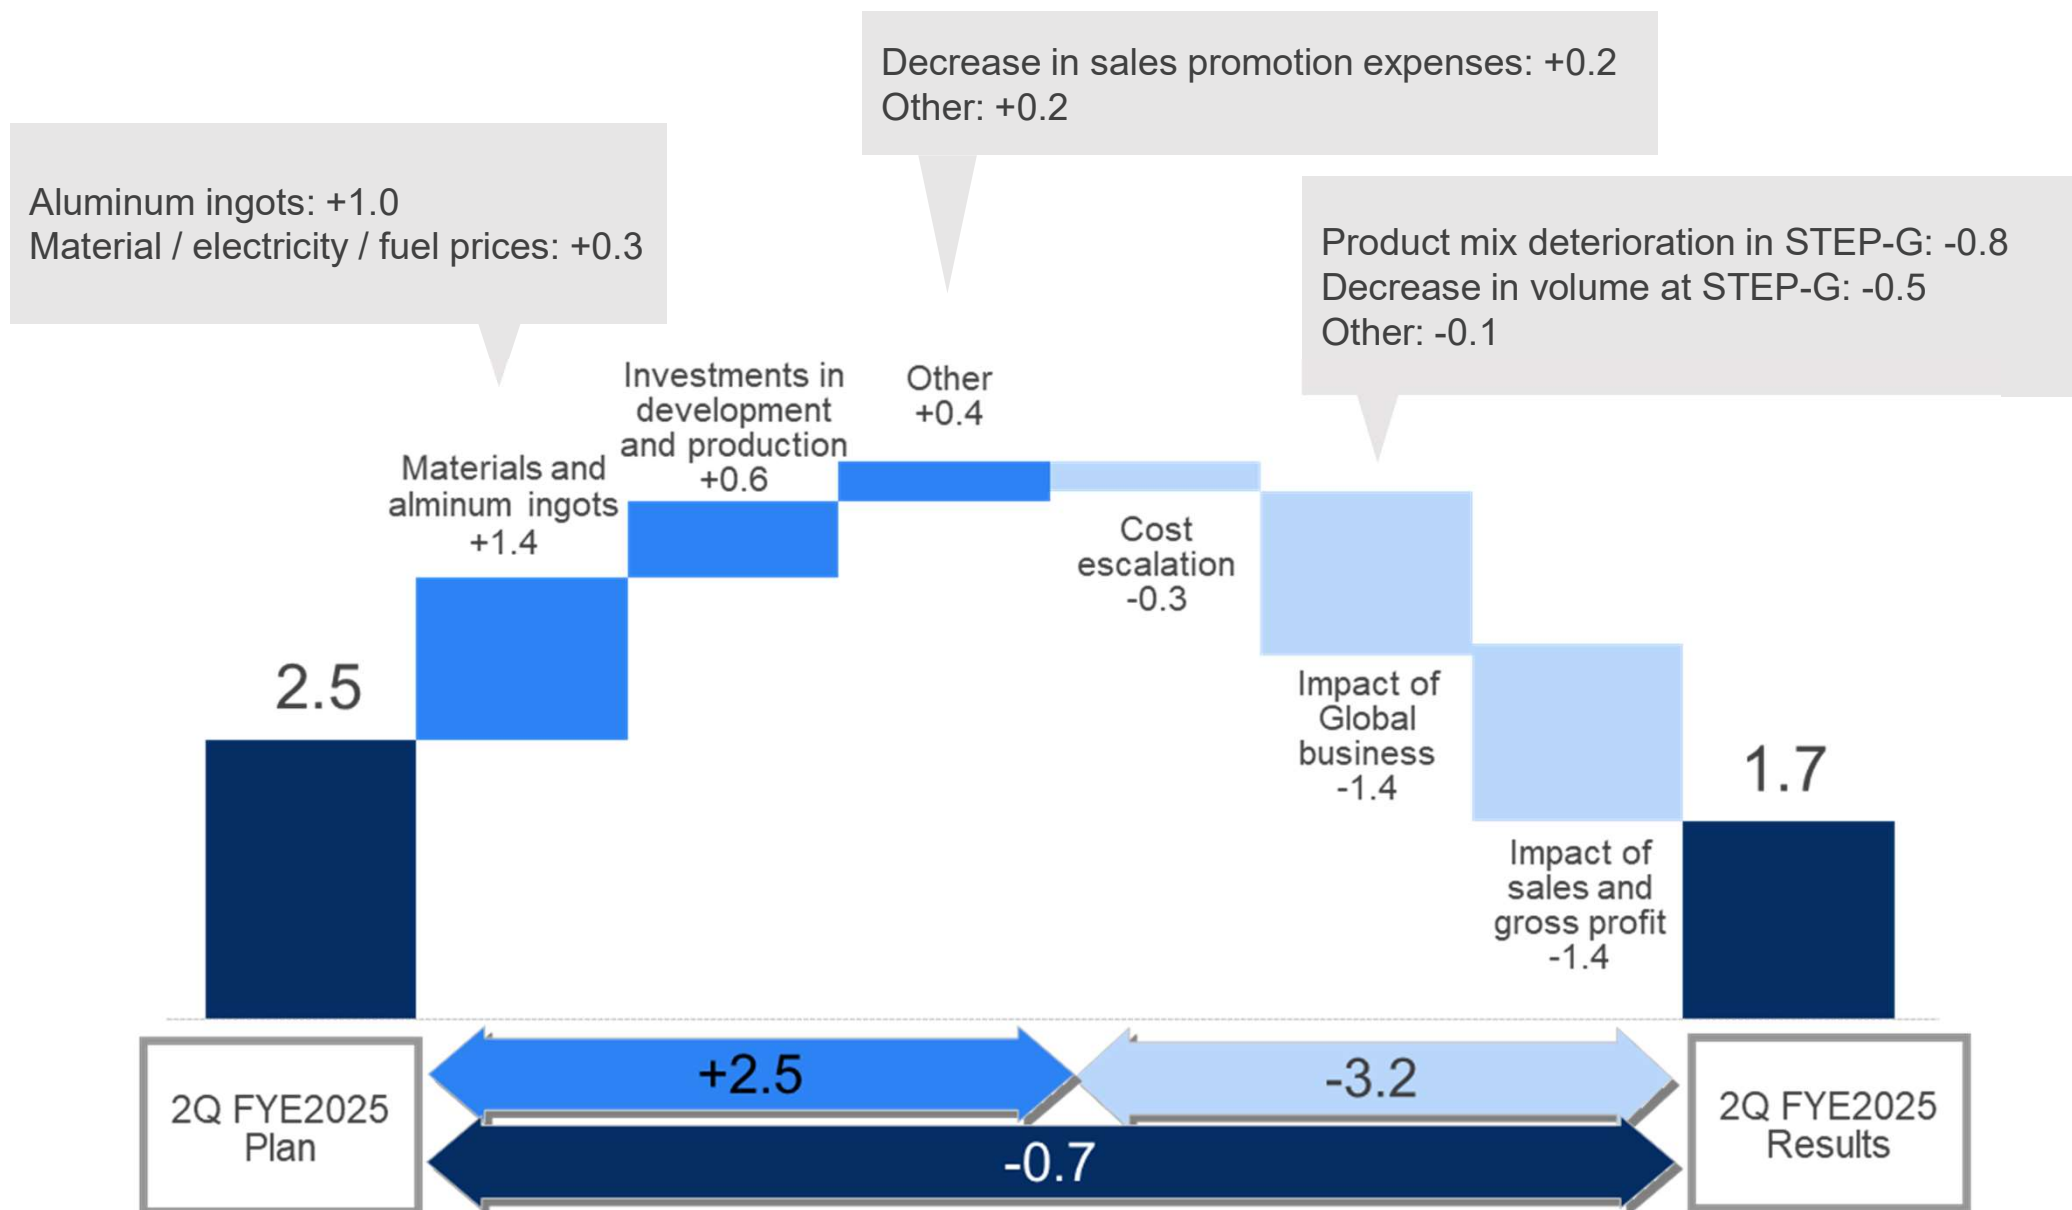 Decrease in sales promotion expenses: +0.2
Other: +0.2
Aluminum ingots: +1.0
Material / electricity / fuel prices: +0.3
Product mix deterioration in STEP-G: -0.8
Decrease in volume at STEP-G: -0.5
Other: -0.1
2.5
Materials and
alminum ingots
+1.4
Investments in
development
and production
+0.6
Other
+0.4
Cost
escalation
-0.3
Impact of
Global
business
-1.4
Impact of
sales and
gross profit
-1.4
1.7
2Q FYE2025
Plan
+2.5
-3.2
-0.7
2Q FYE2025
Results